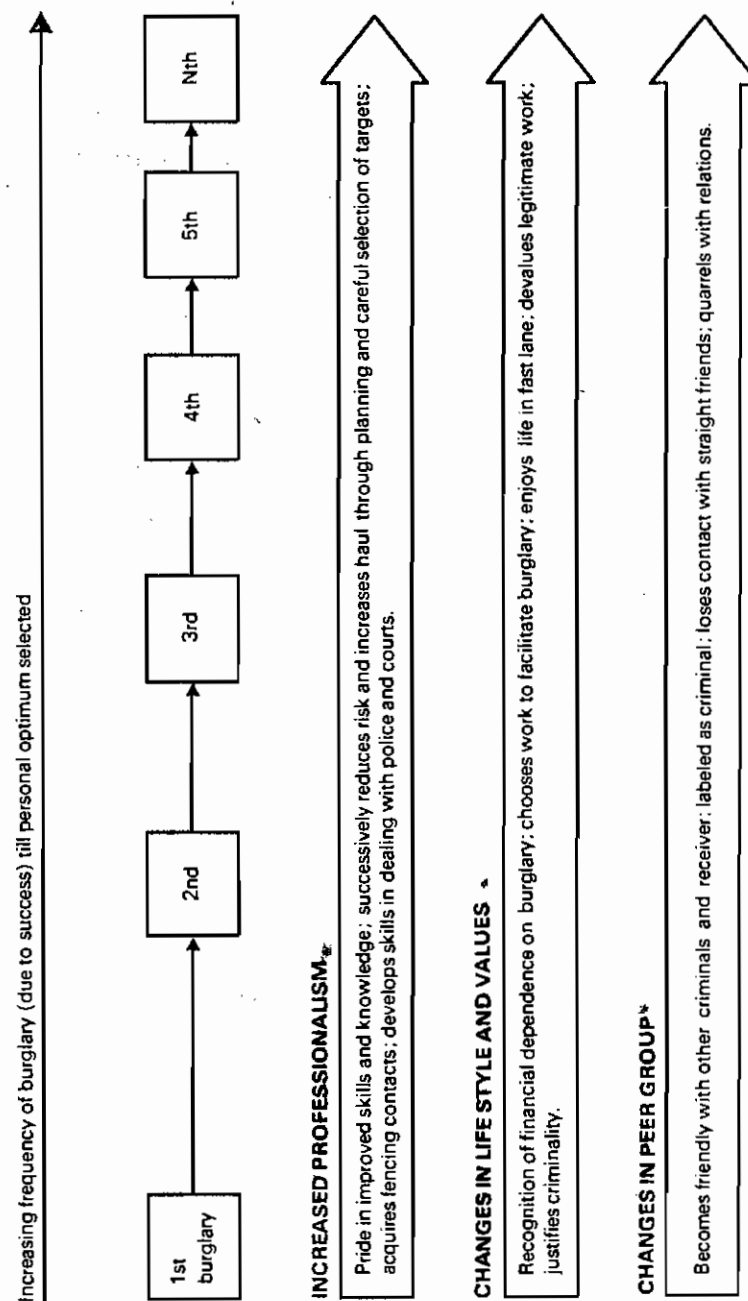 Increasing frequency of burglary (due to success) till personal optimum selected
1st
burglary
2nd
3rd
4th
5th
Nth
INCREASED PROFESSIONALISM*
Pride in improved skills and knowledge; successively reduces risk and increases haul through planning and careful selection of targets;
acquires fencing contacts; develops skills in dealing with police and courts.
CHANGES IN LIFE STYLE AND VALUES *
Recognition of financial dependence on burglary; chooses work to facilitate burglary; enjoys life in fast lane; devalues legitimate work;
justifies criminality.
CHANGES IN PEER GROUP*
Becomes friendly with other criminals and receiver; labeled as criminal; loses contact with straight friends; quarrels with relations.